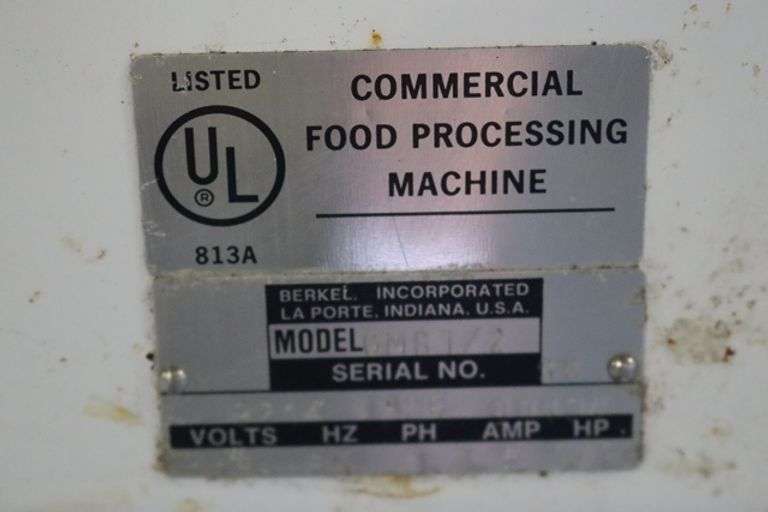 LISTED
UL
®
813A
COMMERCIAL
FOOD PROCESSING
MACHINE
BERKEL INCORPORATED
LA PORTE, INDIANA, U.S.A.
MODEL
SERIAL NO.
VOLTS HZ PH AMP HP.